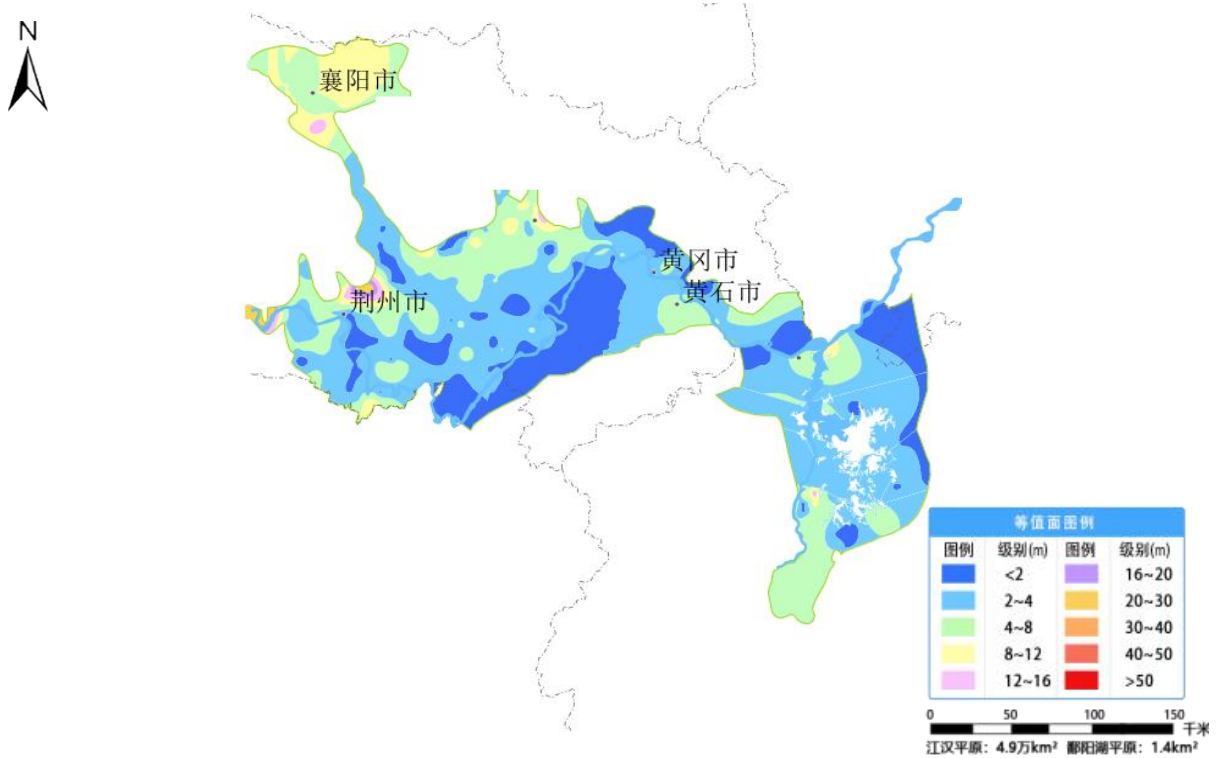 N
襄阳市
黄冈市
黄石市
荆州市
等值面图例
图例 级别(m) 图例 级别(m)
<2 16~20
2~4 20~30
4~8 30~40
8~12 40~50
12~16 >50
0 50 100 150
千米
江汉平原：4.9万km² 鄱阳湖平原：1.4km²